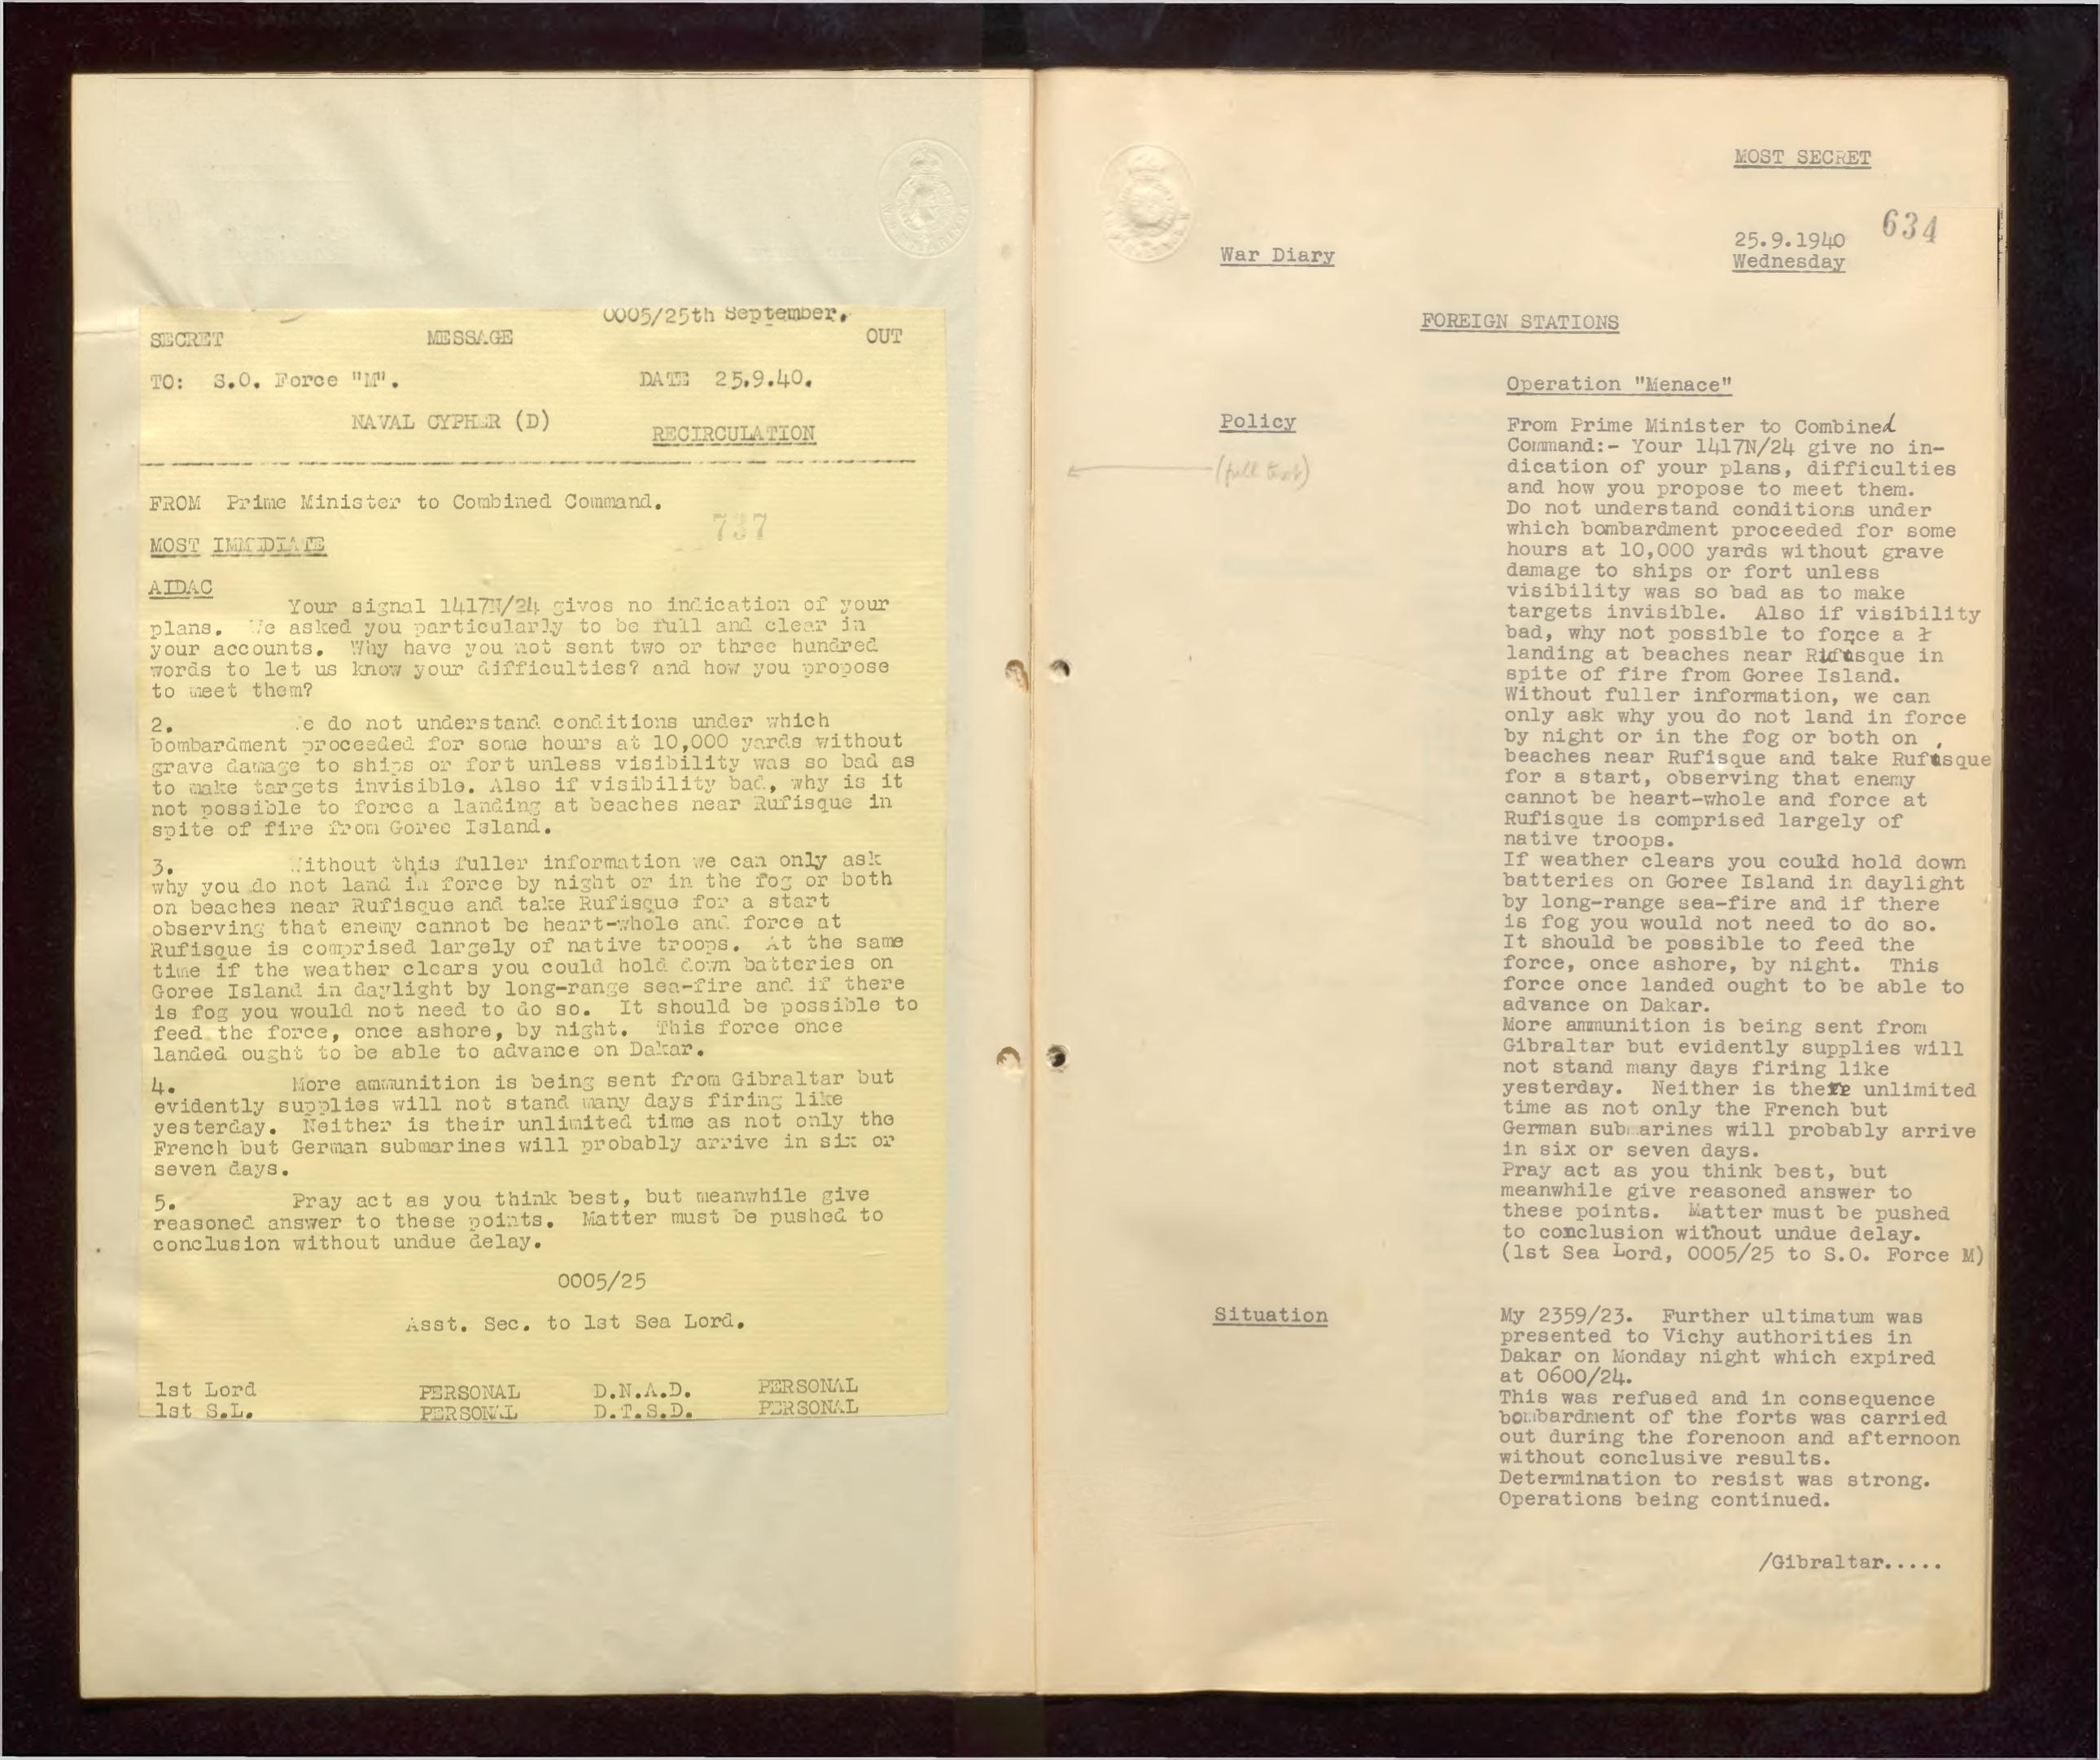 0005/25th September.
SECRET MESSAGE OUT
TO: S.O. Force "M". DATE 25.9.40.
NAVAL CYPHER (D)
RECIRCULATION
FROM Prime Minister to Combined Command.
737
MOST IMMEDIATE
AIDAC
Your signal 1417N/24 gives no indication of your
plans. We asked you particularly to be full and clear in
your accounts. Why have you not sent two or three hundred
words to let us know your difficulties? and how you propose
to meet them?
2. We do not understand conditions under which
bombardment proceeded for some hours at 10,000 yards without
grave damage to ships or fort unless visibility was so bad as
to make targets invisible. Also if visibility bad, why is it
not possible to force a landing at beaches near Rufisque in
spite of fire from Goree Island.
3. Without this fuller information we can only ask
why you do not land in force by night or in the fog or both
on beaches near Rufisque and take Rufisque for a start
observing that enemy cannot be heart-whole and force at
Rufisque is comprised largely of native troops. At the same
time if the weather clears you could hold down batteries on
Goree Island in daylight by long-range sea-fire and if there
is fog you would not need to do so. It should be possible to
feed the force, once ashore, by night. This force once
landed ought to be able to advance on Dakar.
4. More ammunition is being sent from Gibraltar but
evidently supplies will not stand many days firing like
yesterday. Neither is their unlimited time as not only the
French but German submarines will probably arrive in six or
seven days.
5. Pray act as you think best, but meanwhile give
reasoned answer to these points. Matter must be pushed to
conclusion without undue delay.
0005/25
Asst. Sec. to 1st Sea Lord.
1st Lord PERSONAL D.N.A.D. PERSONAL
1st S.L. PERSONAL D.T.S.D. PERSONAL
MOST SECRET
634
25.9.1940
War Diary Wednesday
FOREIGN STATIONS
Operation "Menace"
Policy
(full text)
From Prime Minister to Combined
Command:- Your 1417N/24 give no in-
dication of your plans, difficulties
and how you propose to meet them.
Do not understand conditions under
which bombardment proceeded for some
hours at 10,000 yards without grave
damage to ships or fort unless
visibility was so bad as to make
targets invisible. Also if visibility
bad, why not possible to force a
landing at beaches near Rufisque in
spite of fire from Goree Island.
Without fuller information, we can
only ask why you do not land in force
by night or in the fog or both on
beaches near Rufisque and take Rufisque
for a start, observing that enemy
cannot be heart-whole and force at
Rufisque is comprised largely of
native troops.
If weather clears you could hold down
batteries on Goree Island in daylight
by long-range sea-fire and if there
is fog you would not need to do so.
It should be possible to feed the
force, once ashore, by night. This
force once landed ought to be able to
advance on Dakar.
More ammunition is being sent from
Gibraltar but evidently supplies will
not stand many days firing like
yesterday. Neither is there unlimited
time as not only the French but
German submarines will probably arrive
in six or seven days.
Pray act as you think best, but
meanwhile give reasoned answer to
these points. Matter must be pushed
to conclusion without undue delay.
(1st Sea Lord, 0005/25 to S.O. Force M)
Situation
My 2359/23. Further ultimatum was
presented to Vichy authorities in
Dakar on Monday night which expired
at 0600/24.
This was refused and in consequence
bombardment of the forts was carried
out during the forenoon and afternoon
without conclusive results.
Determination to resist was strong.
Operations being continued.
/Gibraltar.....